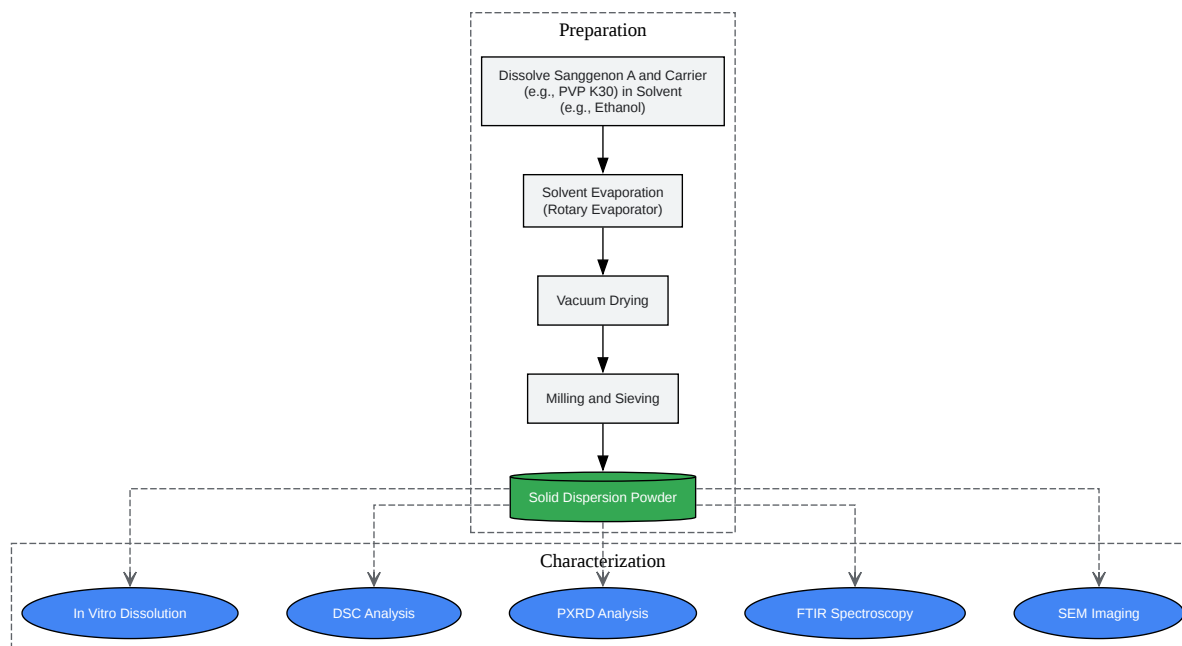 Preparation
Dissolve Sanggenon A and Carrier
(e.g., PVP K30) in Solvent
(e.g., Ethanol)
Solvent Evaporation
(Rotary Evaporator)
Vacuum Drying
Milling and Sieving
Solid Dispersion Powder
Characterization
In Vitro Dissolution
DSC Analysis
PXRD Analysis
FTIR Spectroscopy
SEM Imaging